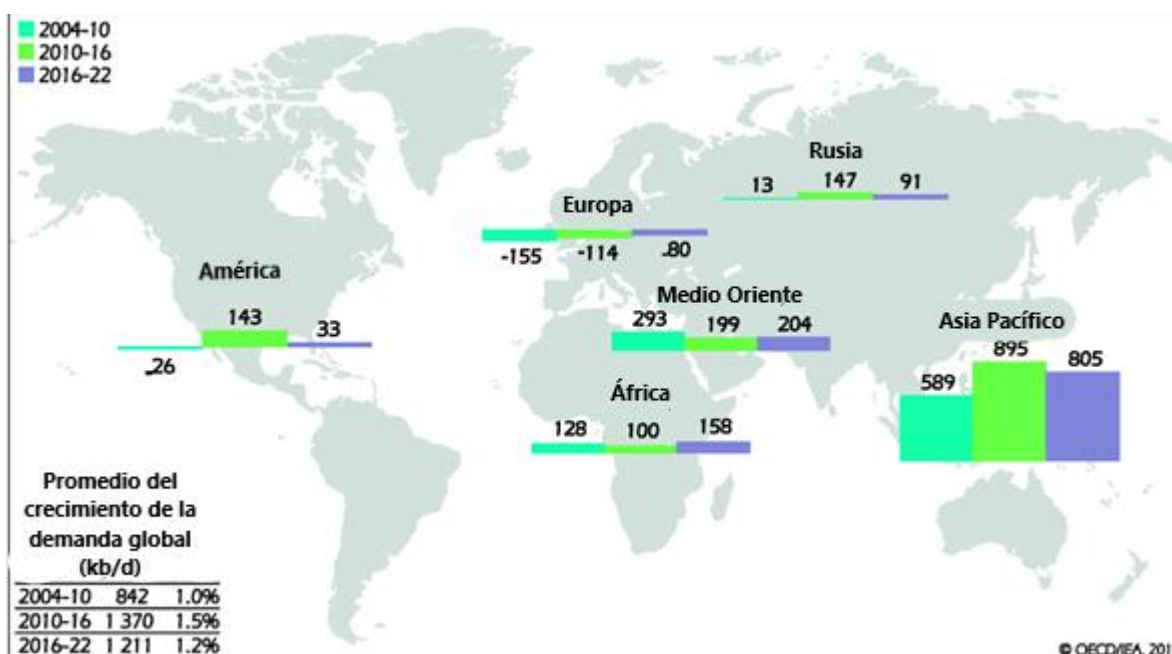 2004-10
2010-16
2016-22
Rusia
13 147 91
Europa
-155 -114 -80
América
-26 143 33
Medio Oriente
293 199 204
Asia Pacífico
589 895 805
África
128 100 158
Promedio del
crecimiento de la
demanda global
(kb/d)
2004-10 842 1.0%
2010-16 1 370 1.5%
2016-22 1 211 1.2%
© OECD/IEA, 201